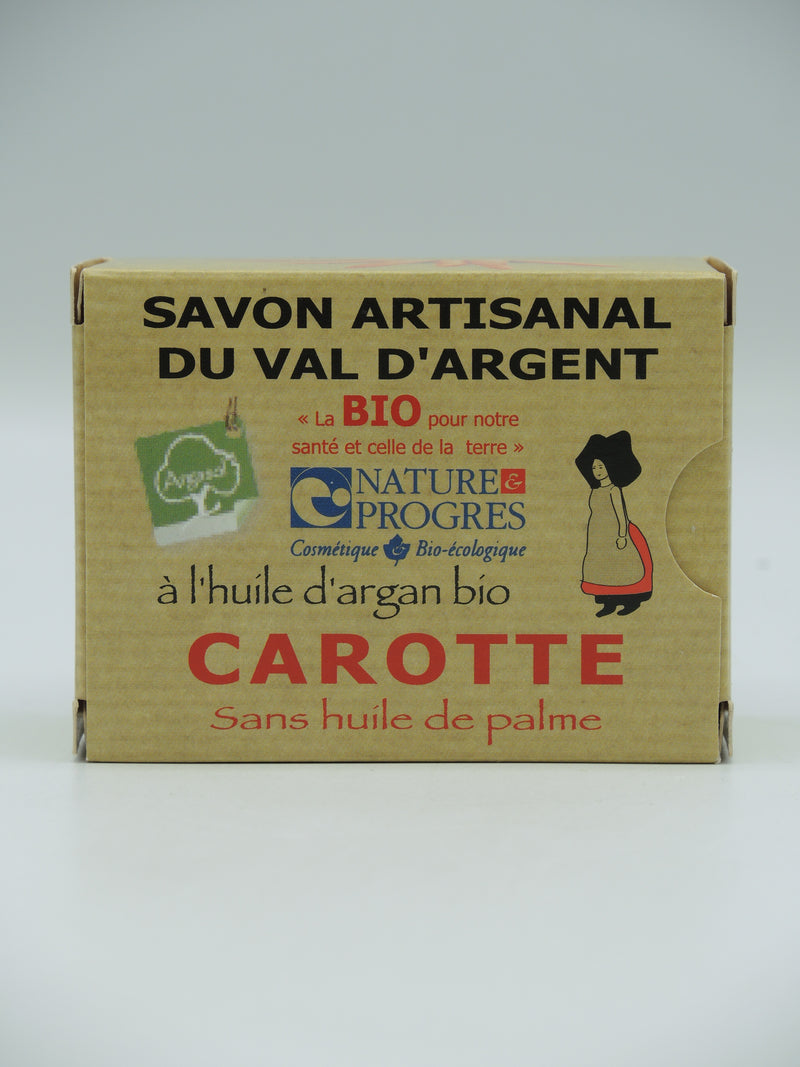 SAVON ARTISANAL
DU VAL D'ARGENT
« La BIO pour notre
santé et celle de la terre »
Argasol
NATURE & PROGRES
Cosmétique & Bio-écologique
à l'huile d'argan bio
CAROTTE
Sans huile de palme